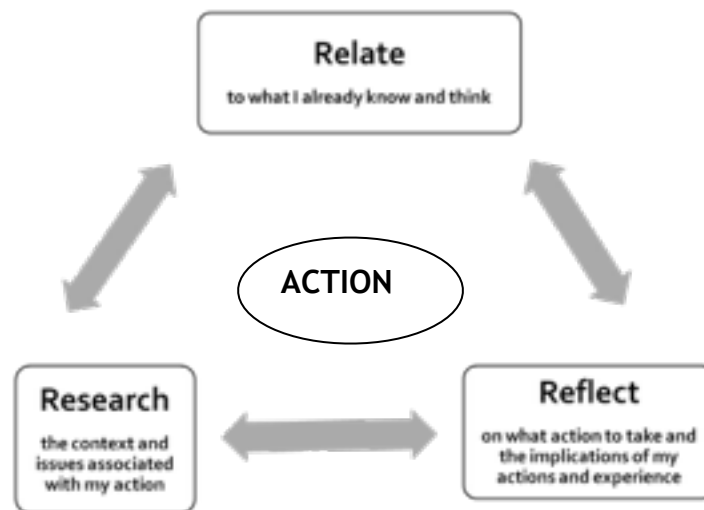 Relate
to what I already know and think
ACTION
Research
the context and
issues associated
with my action
Reflect
on what action to take and
the implications of my
actions and experience